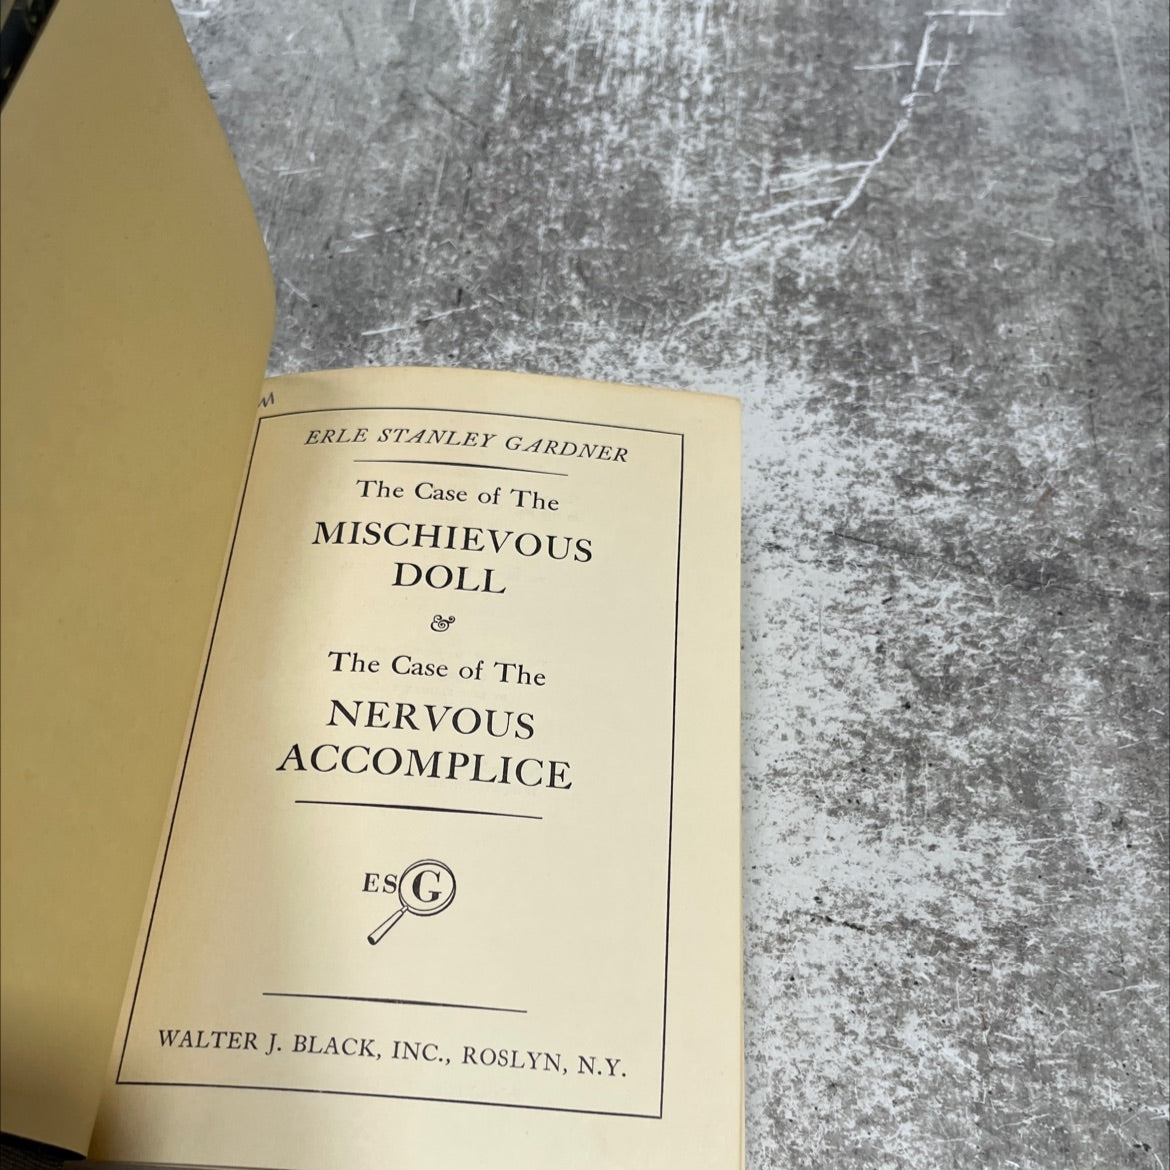 ERLE STANLEY GARDNER
The Case of The
MISCHIEVOUS
DOLL
&
The Case of The
NERVOUS
ACCOMPLICE
ESG
WALTER J. BLACK, INC., ROSLYN, N.Y.